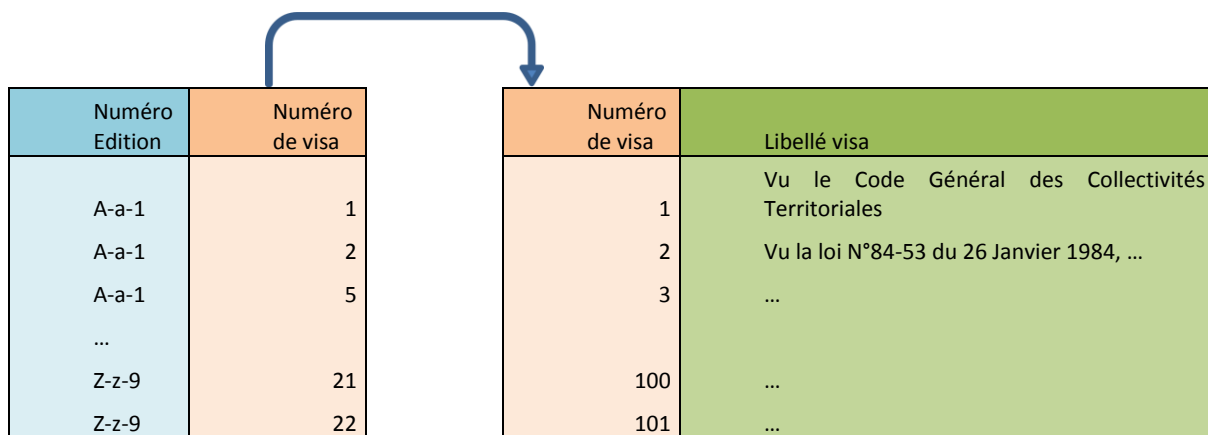 Numéro Edition
Numéro de visa
Numéro de visa
Libellé visa
A-a-1 1 1 Vu le Code Général des Collectivités
Territoriales
A-a-1 2 2 Vu la loi N°84-53 du 26 Janvier 1984, …
A-a-1 5 3 …
…
Z-z-9 21 100 …
Z-z-9 22 101 …